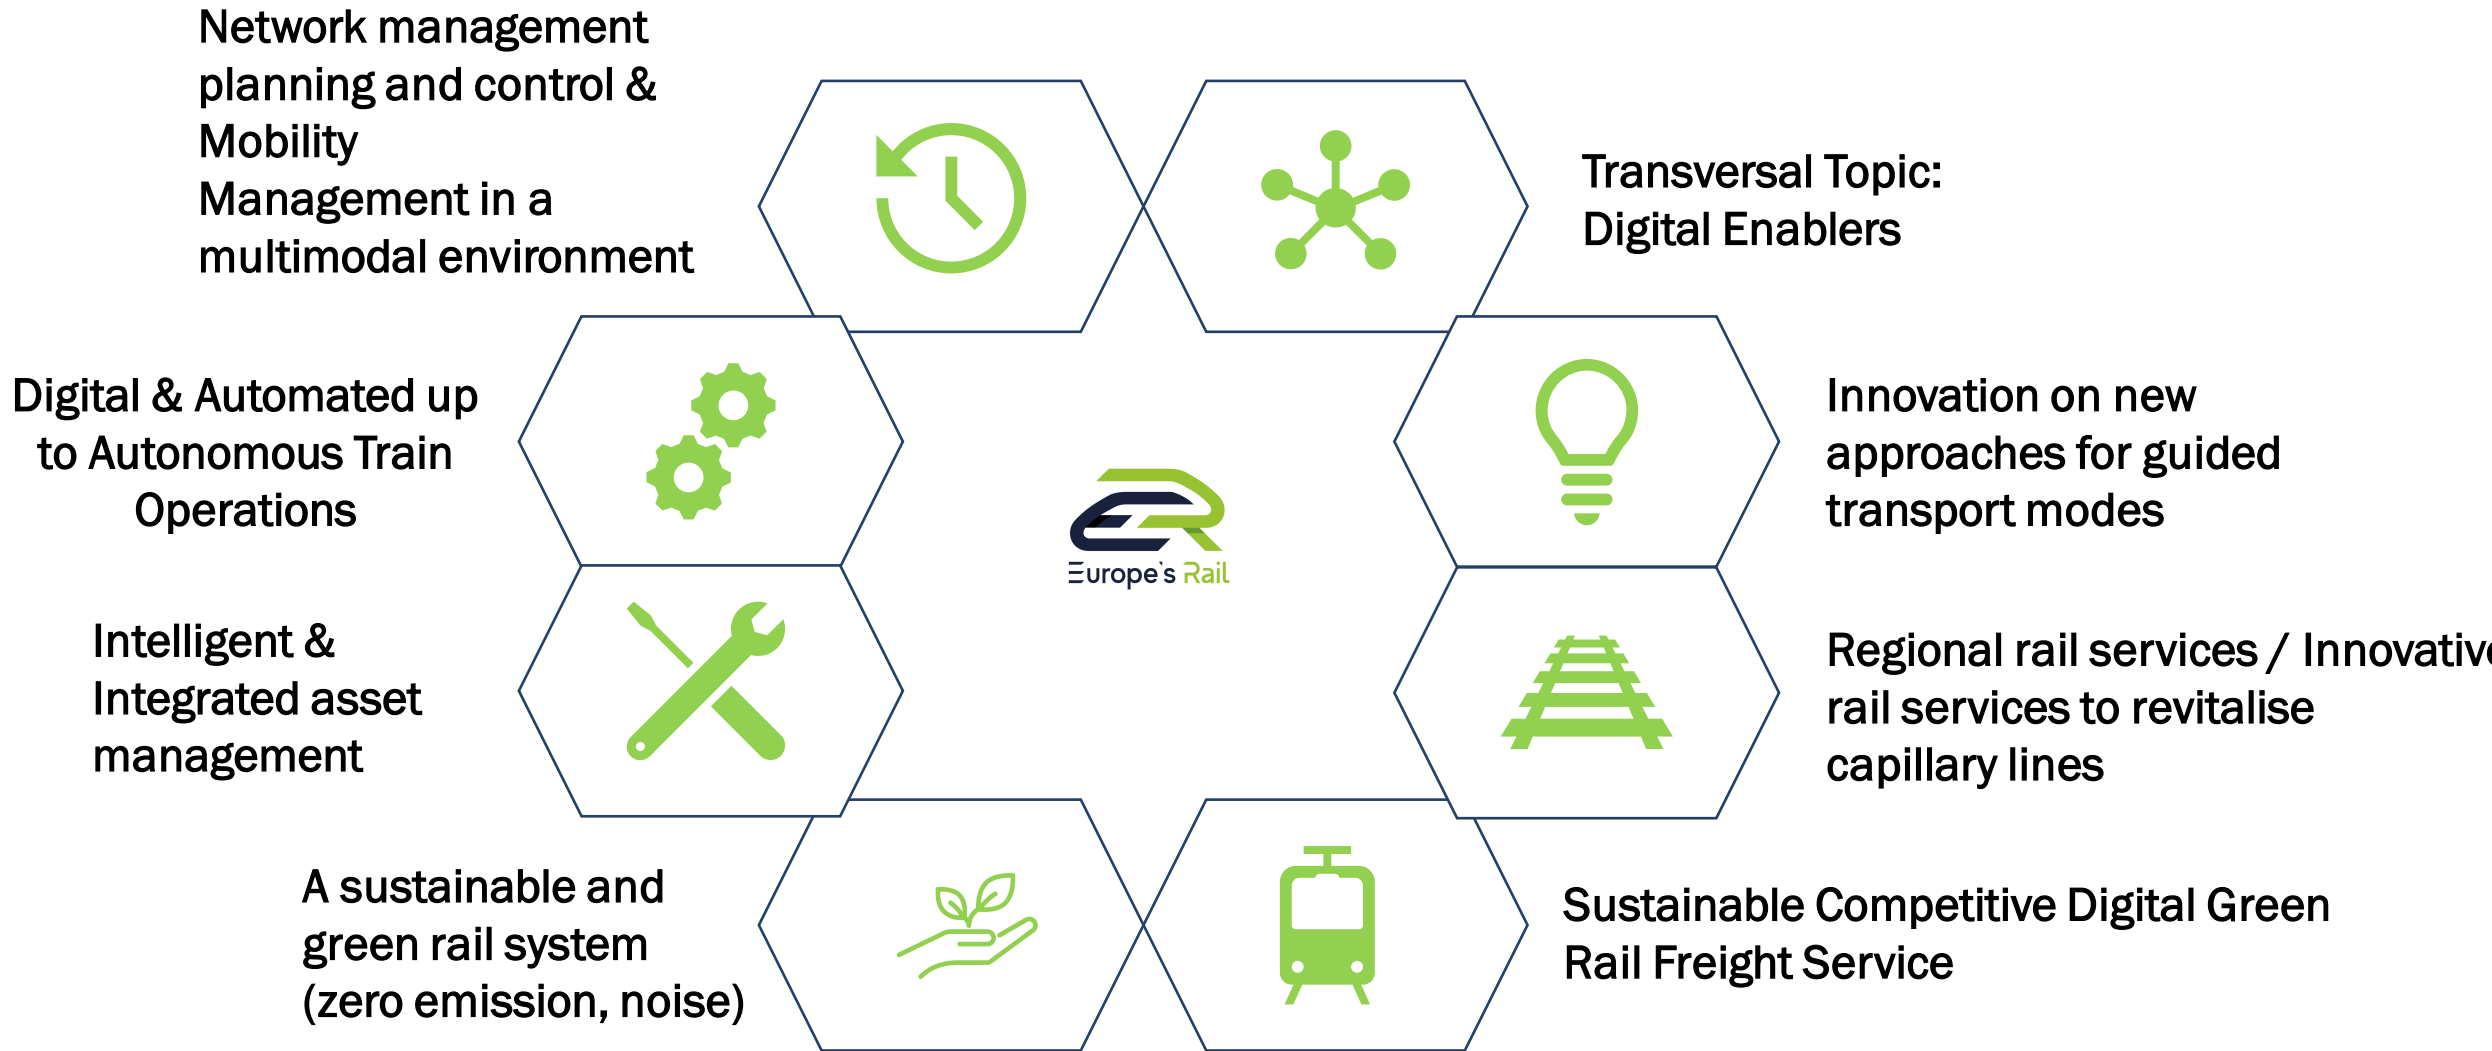 Network management
planning and control &
Mobility
Management in a
multimodal environment
Transversal Topic:
Digital Enablers
Digital & Automated up
to Autonomous Train
Operations
Innovation on new
approaches for guided
transport modes
Europe's Rail
Intelligent &
Integrated asset
management
Regional rail services / Innovative
rail services to revitalise
capillary lines
A sustainable and
green rail system
(zero emission, noise)
Sustainable Competitive Digital Green
Rail Freight Service